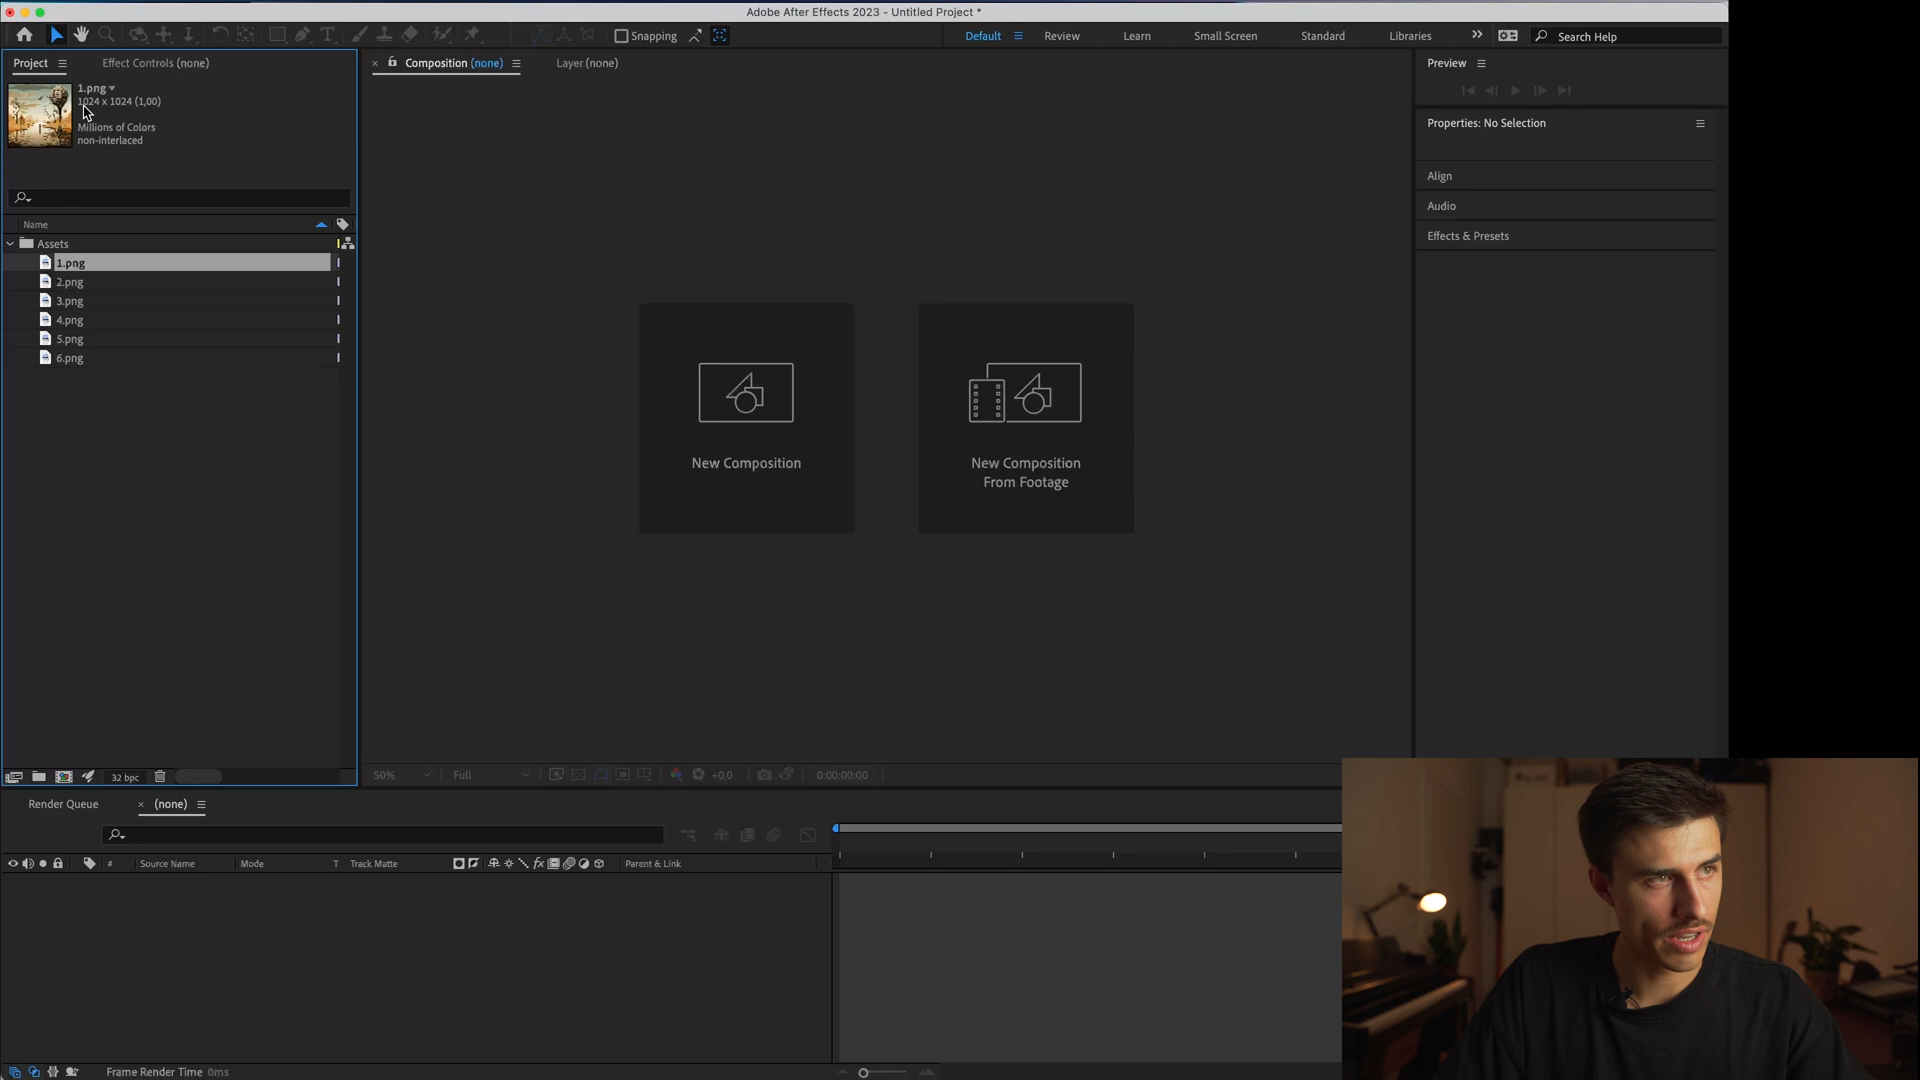 Adobe After Effects 2023 - Untitled Project *
Snapping
Default
Review
Learn
Small Screen
Standard
Libraries
Search Help
Project
Effect Controls (none)
Composition (none)
Layer (none)
Preview
1.png
1024 x 1024 (1,00)
Millions of Colors
non-interlaced
Properties: No Selection
Align
Audio
Effects & Presets
Name
Assets
1.png
2.png
3.png
4.png
5.png
6.png
New Composition
New Composition
From Footage
32 bpc
50%
Full
+0,0
0:00:00:00
Render Queue
(none)
#
Source Name
Mode
T
Track Matte
fx
Parent & Link
Frame Render Time 0ms